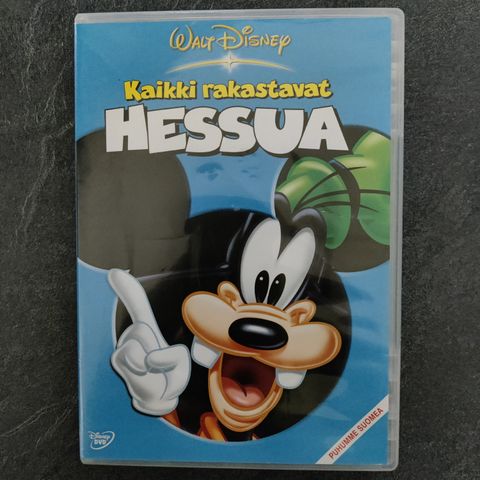 WALT DISNEY
Kaikki rakastavat
HESSUA
Disney
DVD
PUHUMME SUOMEA